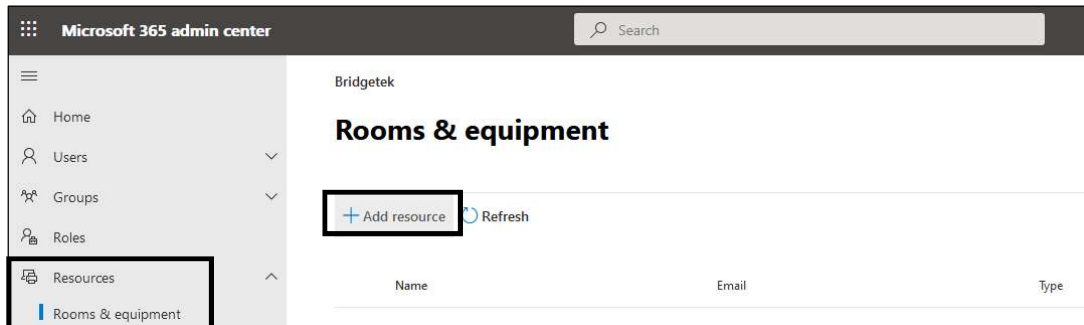 Microsoft 365 admin center
Search
Home
Users
Groups
Roles
Resources
Rooms & equipment
Bridgetek
Rooms & equipment
Add resource Refresh
Name Email Type